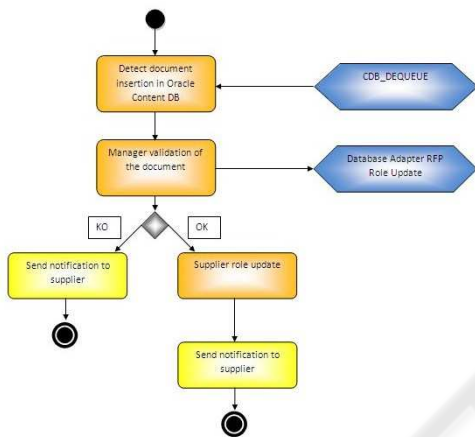 Detect document
insertion in Oracle
Content DB
CDB_DEQUEUE
Manager validation of
the document
Database Adapter RFP
Role Update
KO
OK
Send notification to
supplier
Supplier role update
Send notification to
supplier